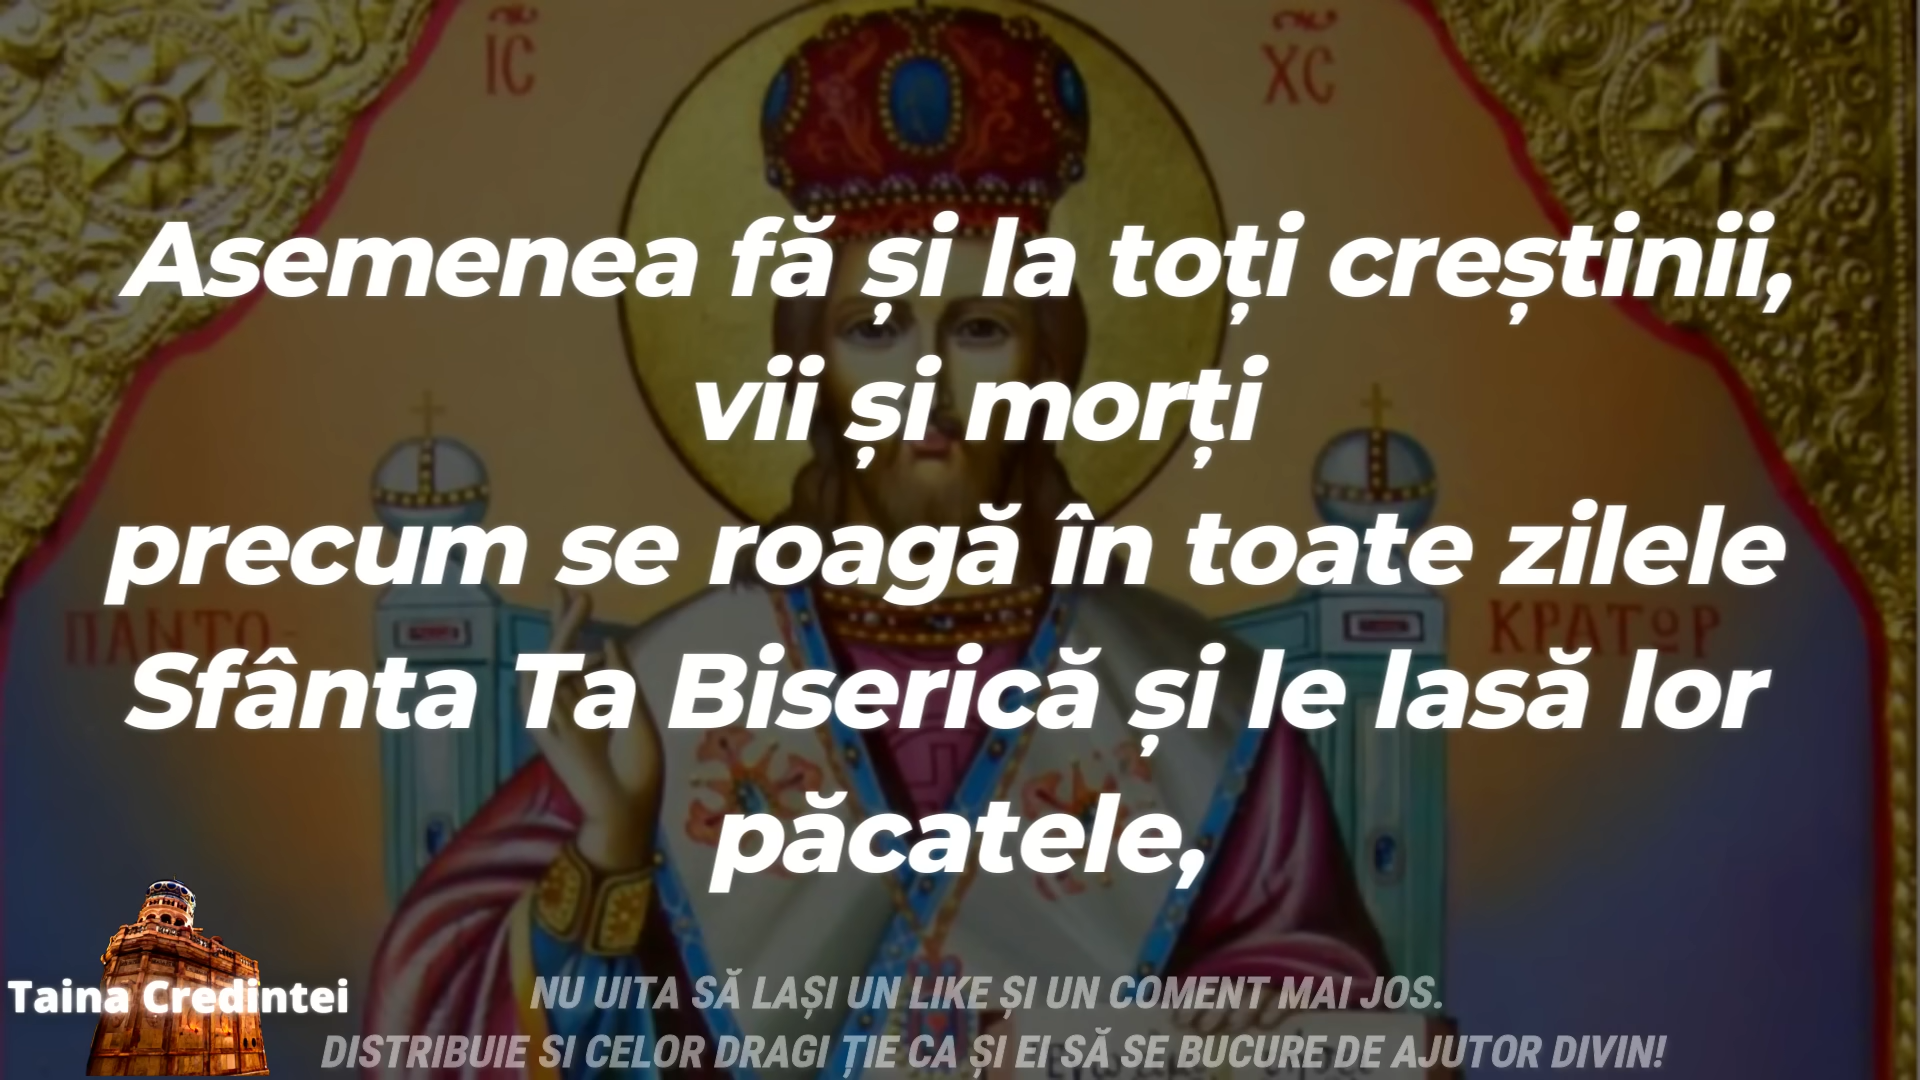 IC
XC
Asemenea fă și la toți creștinii,
vii și morți
precum se roagă în toate zilele
ПАНТО-
КРАТѠР
Sfânta Ta Biserică și le lasă lor
păcatele,
Taina Credintei
NU UITA SĂ LAȘI UN LIKE ȘI UN COMENT MAI JOS.
DISTRIBUIE SI CELOR DRAGI ȚIE CA ȘI EI SĂ SE BUCURE DE AJUTOR DIVIN!